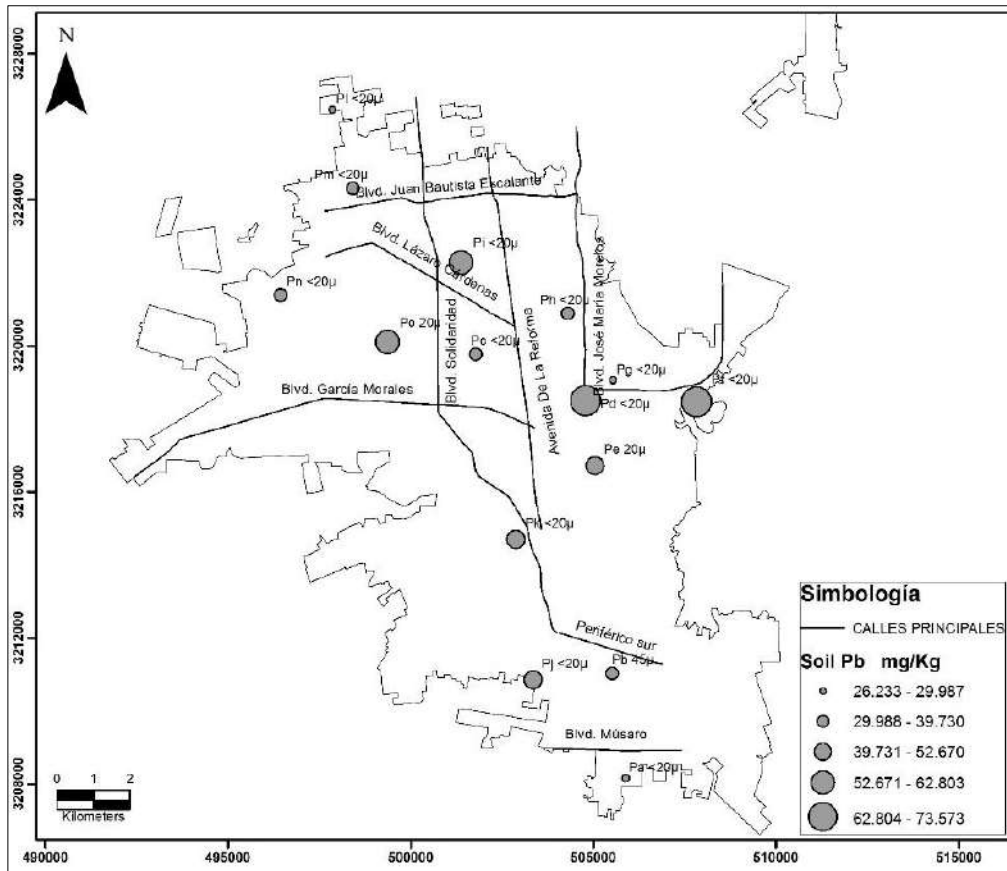 N
3228000
3224000
3220000
3216000
3212000
3208000
Pl <20µ
Pm <20µ
Blvd. Juan Bautista Escalante
Pi <20µ
Blvd. Lázaro Cárdenas
Pn <20µ
Ph <20µ
Po 20µ
Pc <20µ
Blvd. Solidaridad
Avenida De La Reforma
Blvd. José María Morelos
Pg <20µ
<20µ
Blvd. García Morales
Pd <20µ
Pe 20µ
Pk <20µ
Periférico sur
Pj <20µ
Pb 45µ
Blvd. Músaro
Pa <20µ
0 1 2
Kilometers
Simbología
CALLES PRINCIPALES
Soil Pb mg/Kg
26.233 - 29.987
29.988 - 39.730
39.731 - 52.670
52.671 - 62.803
62.804 - 73.573
490000 495000 500000 505000 510000 515000